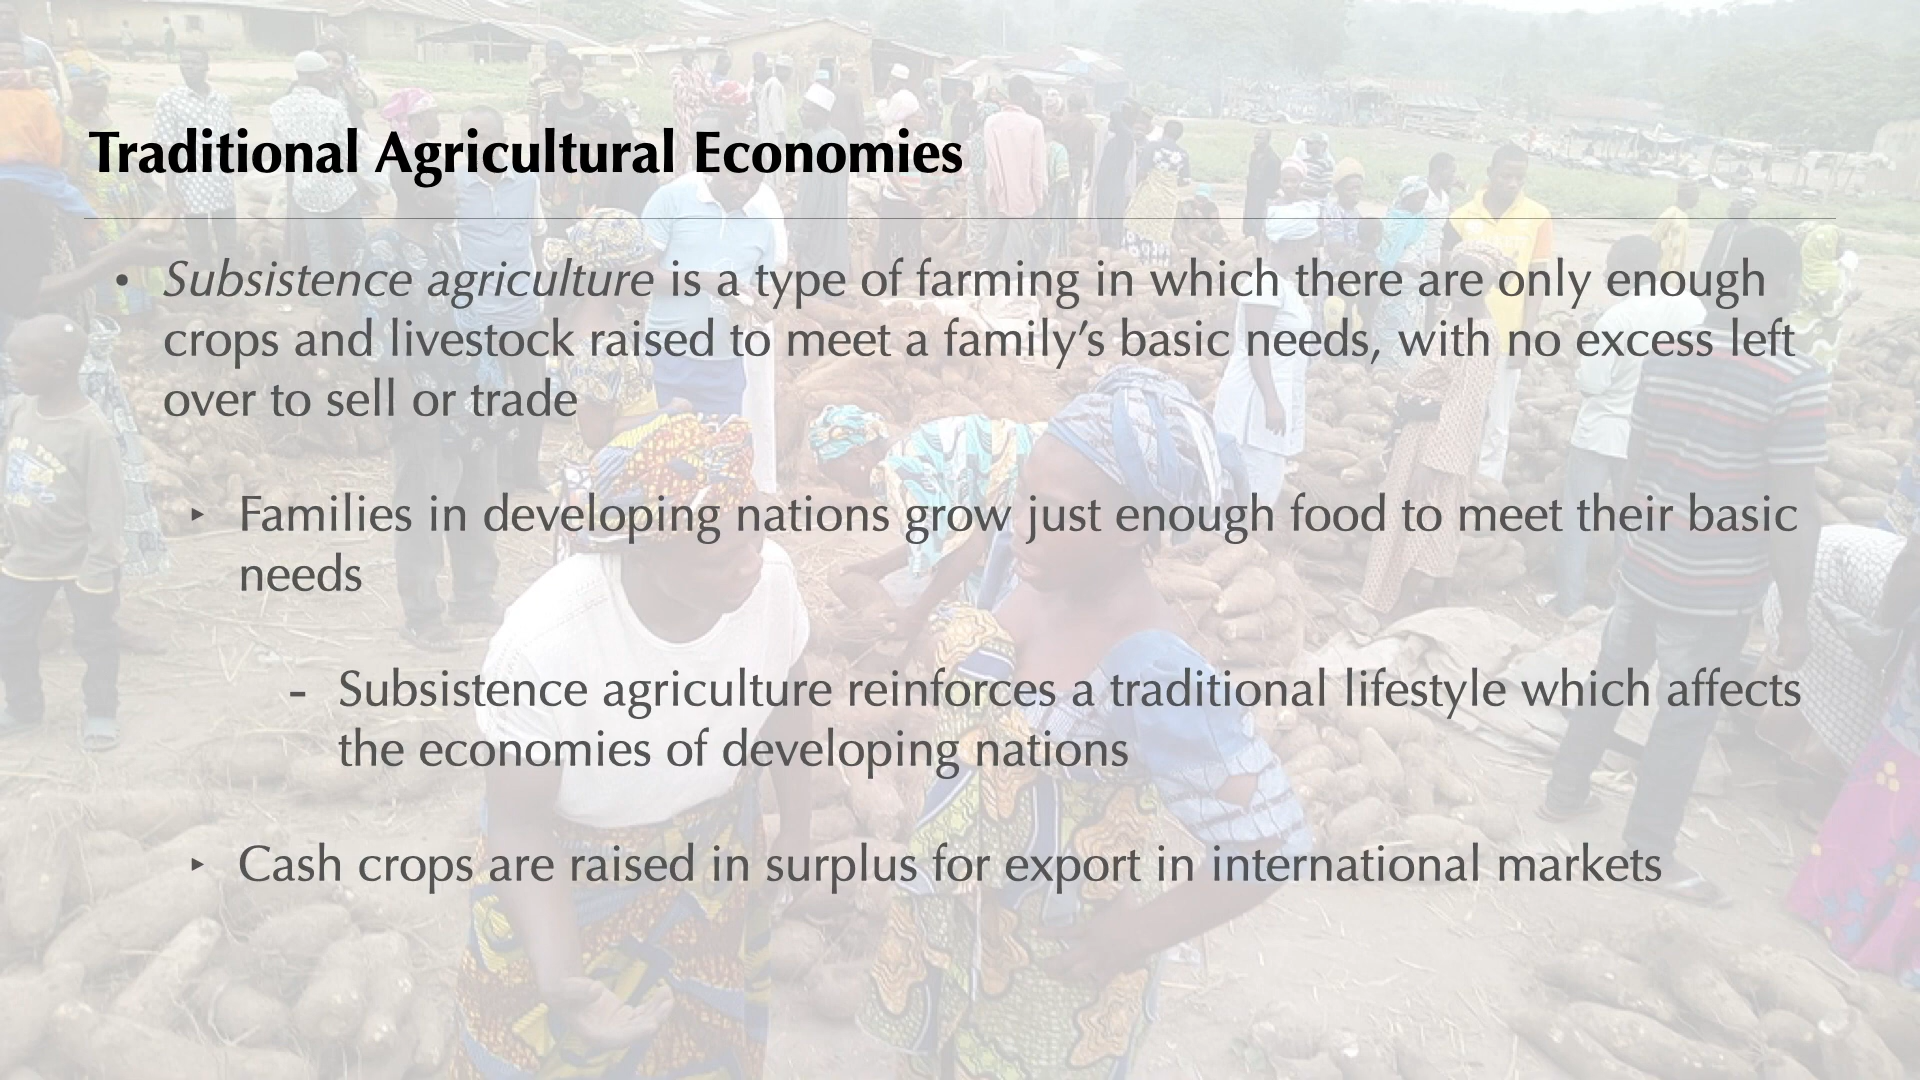 Traditional Agricultural Economies
• Subsistence agriculture is a type of farming in which there are only enough
crops and livestock raised to meet a family’s basic needs, with no excess left
over to sell or trade
‣ Families in developing nations grow just enough food to meet their basic
needs
- Subsistence agriculture reinforces a traditional lifestyle which affects
the economies of developing nations
‣ Cash crops are raised in surplus for export in international markets